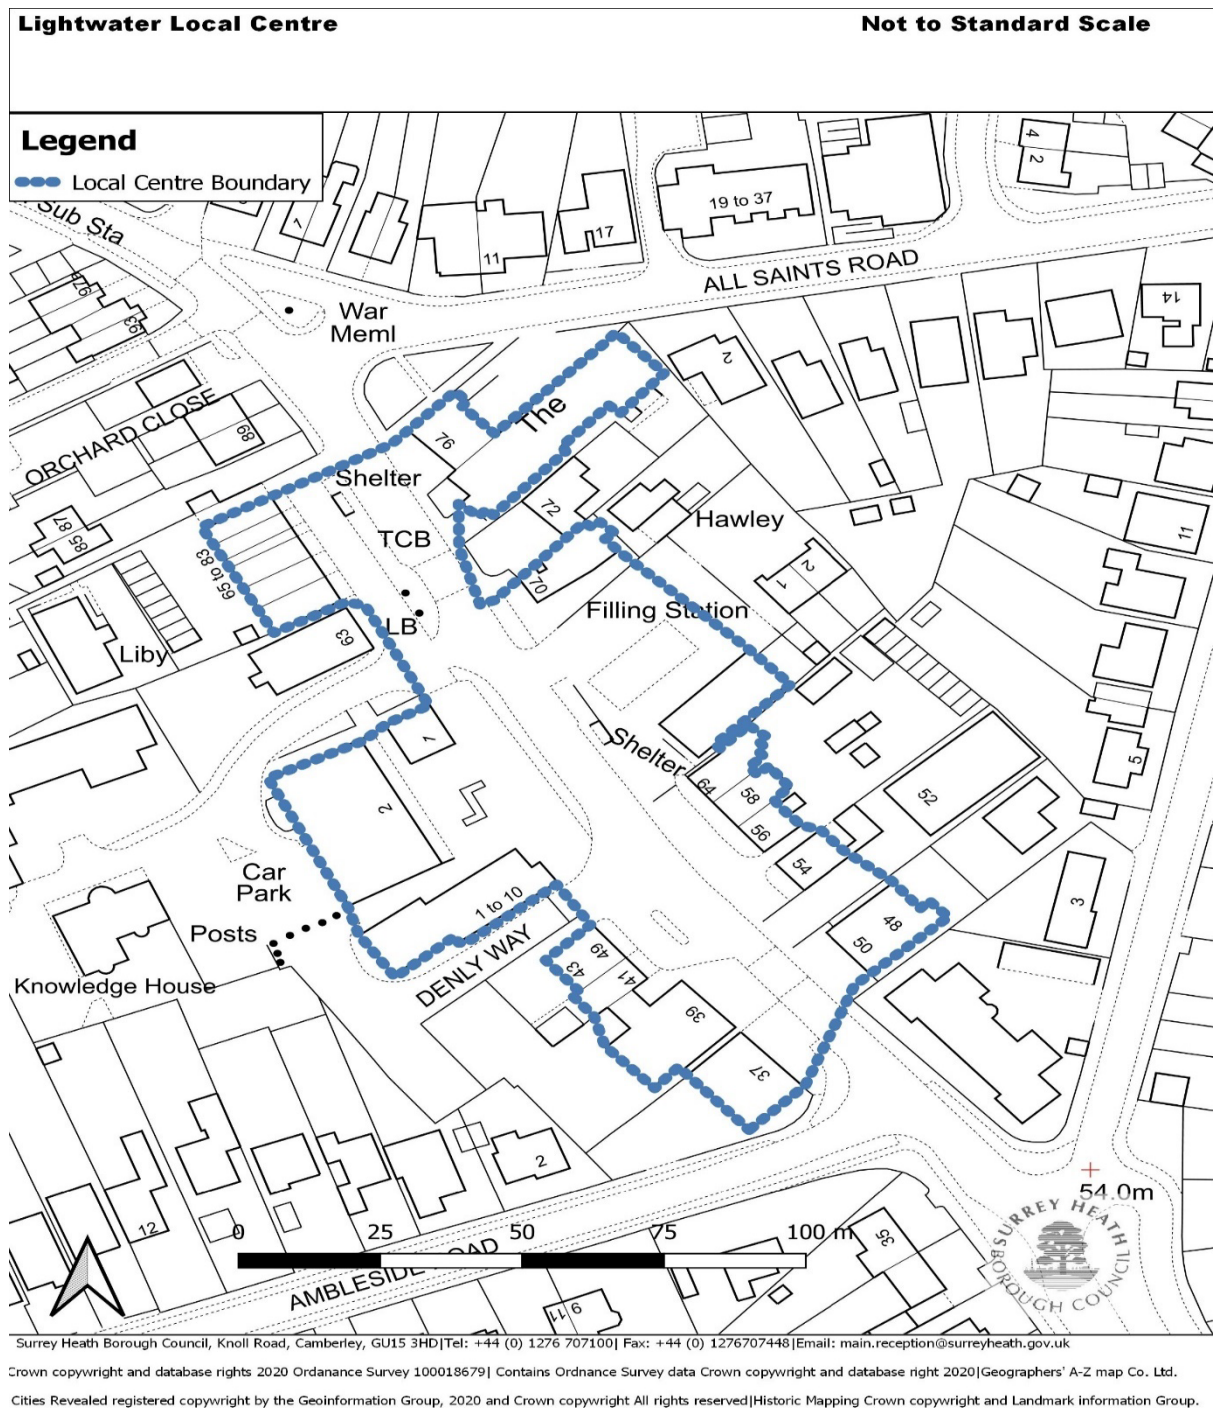 Lightwater Local Centre
Not to Standard Scale
Legend
Local Centre Boundary
Sub Sta
1
11
17
19 to 37
4
2
ALL SAINTS ROAD
War
Meml
93
14
2
The
76
ORCHARD CLOSE
89
Shelter
72
Hawley
11
87
85
TCB
65 to 83
70
2
1
Filling Station
LB
63
Liby
Shelter
5
1
64
58
52
2
56
54
Car
Park
1 to 10
48
3
Posts
50
DENLY WAY
49
43
41
Knowledge House
39
37
2
54.0m
12
0 25 50 75 100 m
35
AMBLESIDE ROAD
9
11
SURREY HEATH
BOROUGH COUNCIL
Surrey Heath Borough Council, Knoll Road, Camberley, GU15 3HD|Tel: +44 (0) 1276 707100| Fax: +44 (0) 1276707448|Email: main.reception@surreyheath.gov.uk
Crown copyright and database rights 2020 Ordanance Survey 100018679| Contains Ordnance Survey data Crown copyright and database right 2020|Geographers' A-Z map Co. Ltd.
Cities Revealed registered copyright by the Geoinformation Group, 2020 and Crown copyright All rights reserved|Historic Mapping Crown copyright and Landmark information Group.